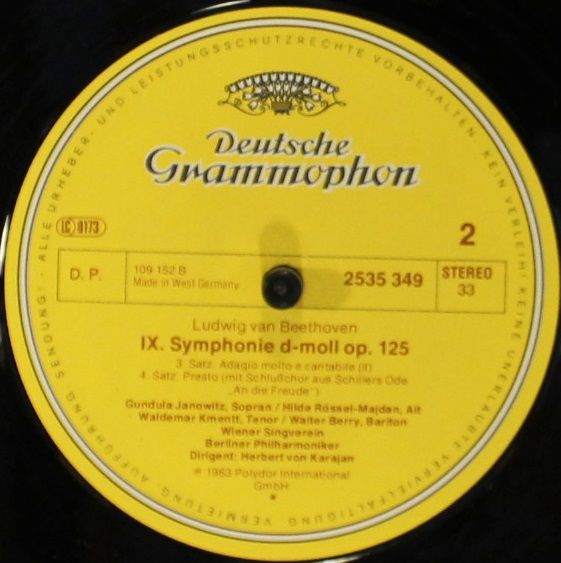 · ALLE URHEBER- UND LEISTUNGSSCHUTZRECHTE VORBEHALTEN · KEIN VERLEIH! · KEINE UNERLAUBTE VERVIELFÄLTIGUNG, VERMIETUNG, AUFFÜHRUNG, SENDUNG!
Deutsche
Grammophon
LC 0173
2
D. P.
109 152 B
Made in West Germany
2535 349
STEREO
33
Ludwig van Beethoven
IX. Symphonie d-moll op. 125
3. Satz. Adagio molto e cantabile (II)
4. Satz. Presto (mit Schlußchor aus Schillers Ode
„An die Freude")
Gundula Janowitz, Sopran / Hilde Rössel-Majdan, Alt
Waldemar Kmentt, Tenor / Walter Berry, Bariton
Wiener Singverein
Berliner Philharmoniker
Dirigent: Herbert von Karajan
℗ 1963 Polydor International
GmbH
*